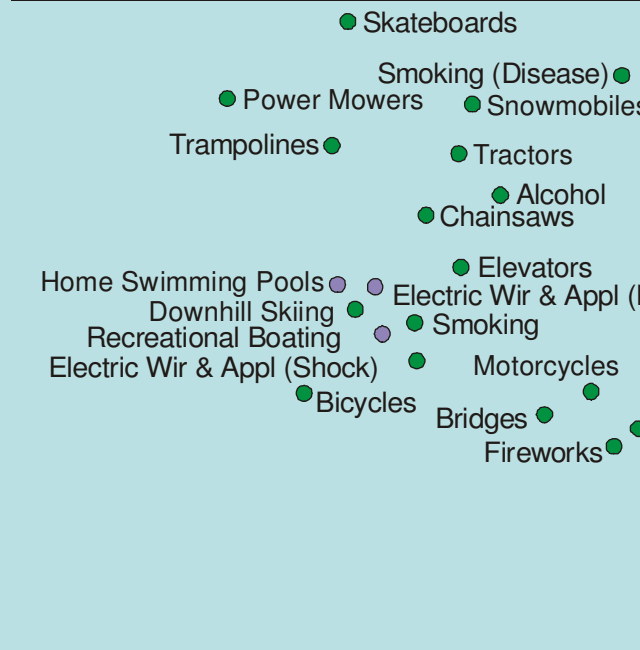 Skateboards
Smoking (Disease)
Power Mowers
Snowmobiles
Trampolines
Tractors
Alcohol
Chainsaws
Elevators
Home Swimming Pools
Electric Wir & Appl (
Downhill Skiing
Smoking
Recreational Boating
Electric Wir & Appl (Shock)
Motorcycles
Bicycles
Bridges
Fireworks